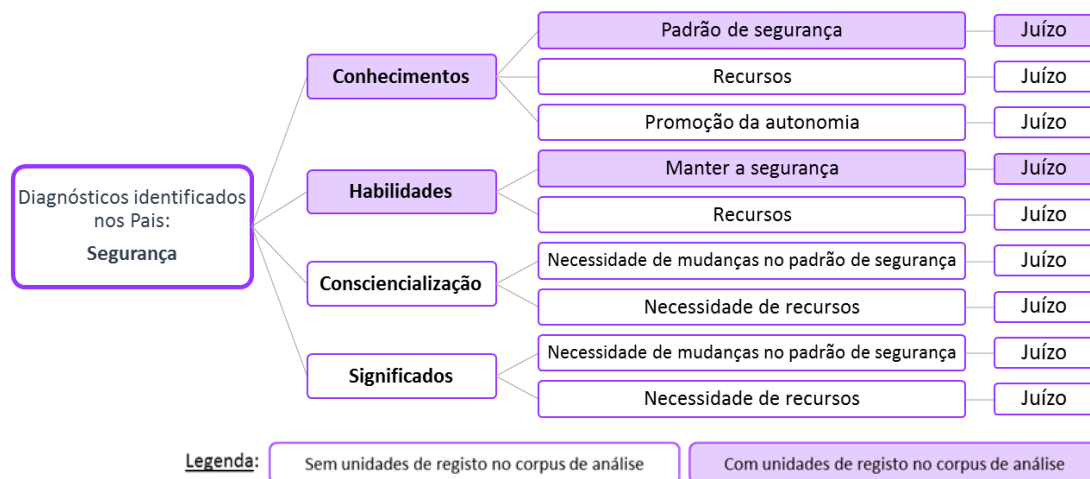 Diagnósticos identificados
nos Pais:
Segurança
Conhecimentos
Padrão de segurança
Juízo
Recursos
Juízo
Promoção da autonomia
Juízo
Habilidades
Manter a segurança
Juízo
Recursos
Juízo
Consciencialização
Necessidade de mudanças no padrão de segurança
Juízo
Necessidade de recursos
Juízo
Significados
Necessidade de mudanças no padrão de segurança
Juízo
Necessidade de recursos
Juízo
Legenda:
Sem unidades de registo no corpus de análise
Com unidades de registo no corpus de análise